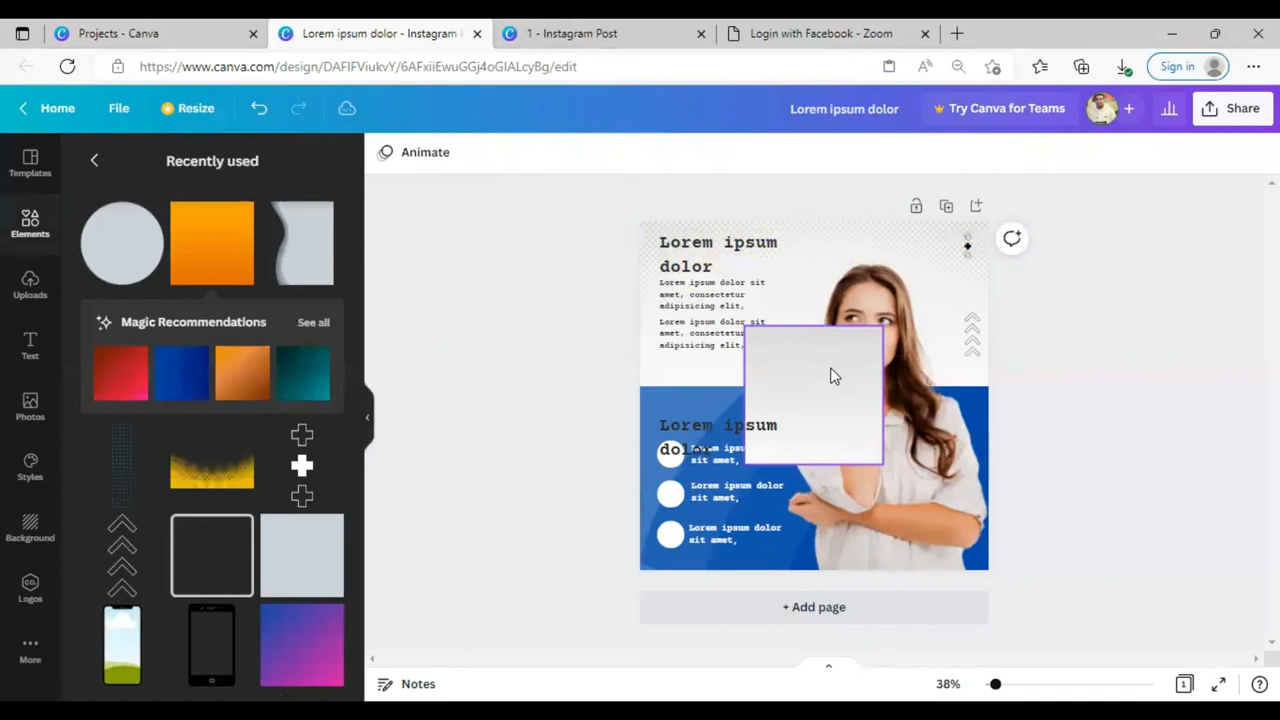 Projects - Canva
Lorem ipsum dolor - Instagram P
1 - Instagram Post
Login with Facebook - Zoom
https://www.canva.com/design/DAFIFViukvY/6AFxiiEwuGGj4oGIALcyBg/edit
Sign in
Home
File
Resize
Lorem ipsum dolor
Try Canva for Teams
Share
Templates
Elements
Uploads
Text
Photos
Styles
Background
CO.
Logos
More
Recently used
Magic Recommendations
See all
Animate
Lorem ipsum
dolor
Lorem ipsum dolor sit
amet, consectetur
adipisicing elit,
Lorem ipsum dolor sit
amet, consectetur
adipisicing elit,
Lorem ipsum
dolor
Lorem ipsu
sit amet,
Lorem ipsum dolor
sit amet,
Lorem ipsum dolor
sit amet,
+ Add page
Notes
38%
1